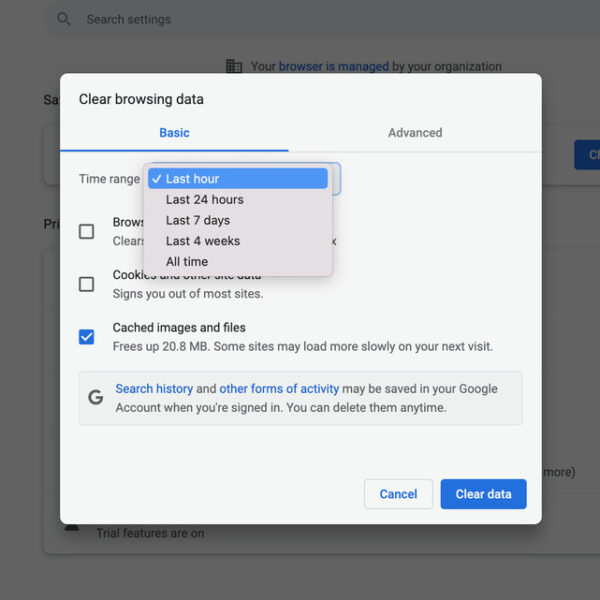 Search settings
Your browser is managed by your organization
Sa
Clear browsing data
Basic
Advanced
Time range
Last hour
Last 24 hours
Last 7 days
Last 4 weeks
All time
Brows
Clears
x
Cookies and other site data
Signs you out of most sites.
Cached images and files
Frees up 20.8 MB. Some sites may load more slowly on your next visit.
G
Search history and other forms of activity may be saved in your Google
Account when you're signed in. You can delete them anytime.
Cancel
Clear data
Pri
more)
Trial features are on